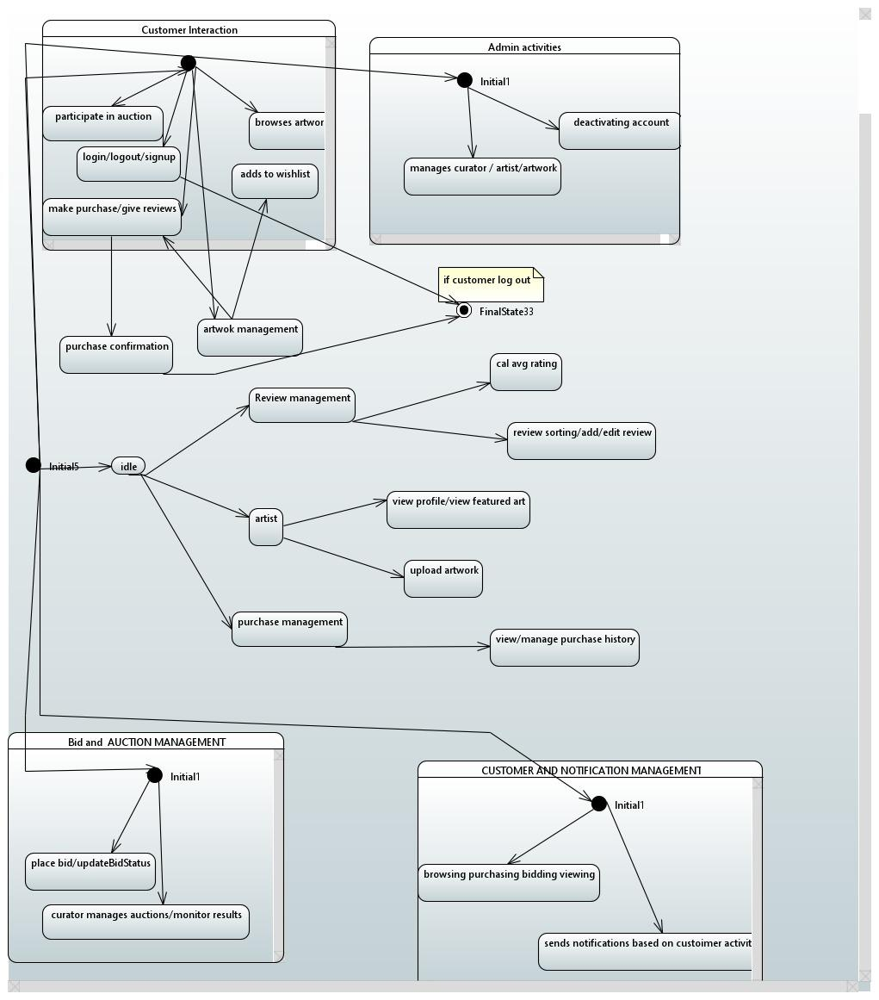 Customer Interaction
Admin activities
Initial1
participate in auction
browses artwor
deactivating account
login/logout/signup
manages curator / artist/artwork
adds to wishlist
make purchase/give reviews
if customer log out
FinalState33
artwok management
purchase confirmation
cal avg rating
Review management
review sorting/add/edit review
Initial5
idle
view profile/view featured art
artist
upload artwork
purchase management
view/manage purchase history
Bid and AUCTION MANAGEMENT
CUSTOMER AND NOTIFICATION MANAGEMENT
Initial1
Initial1
place bid/updateBidStatus
browsing purchasing bidding viewing
curator manages auctions/monitor results
sends notifications based on custoimer activit